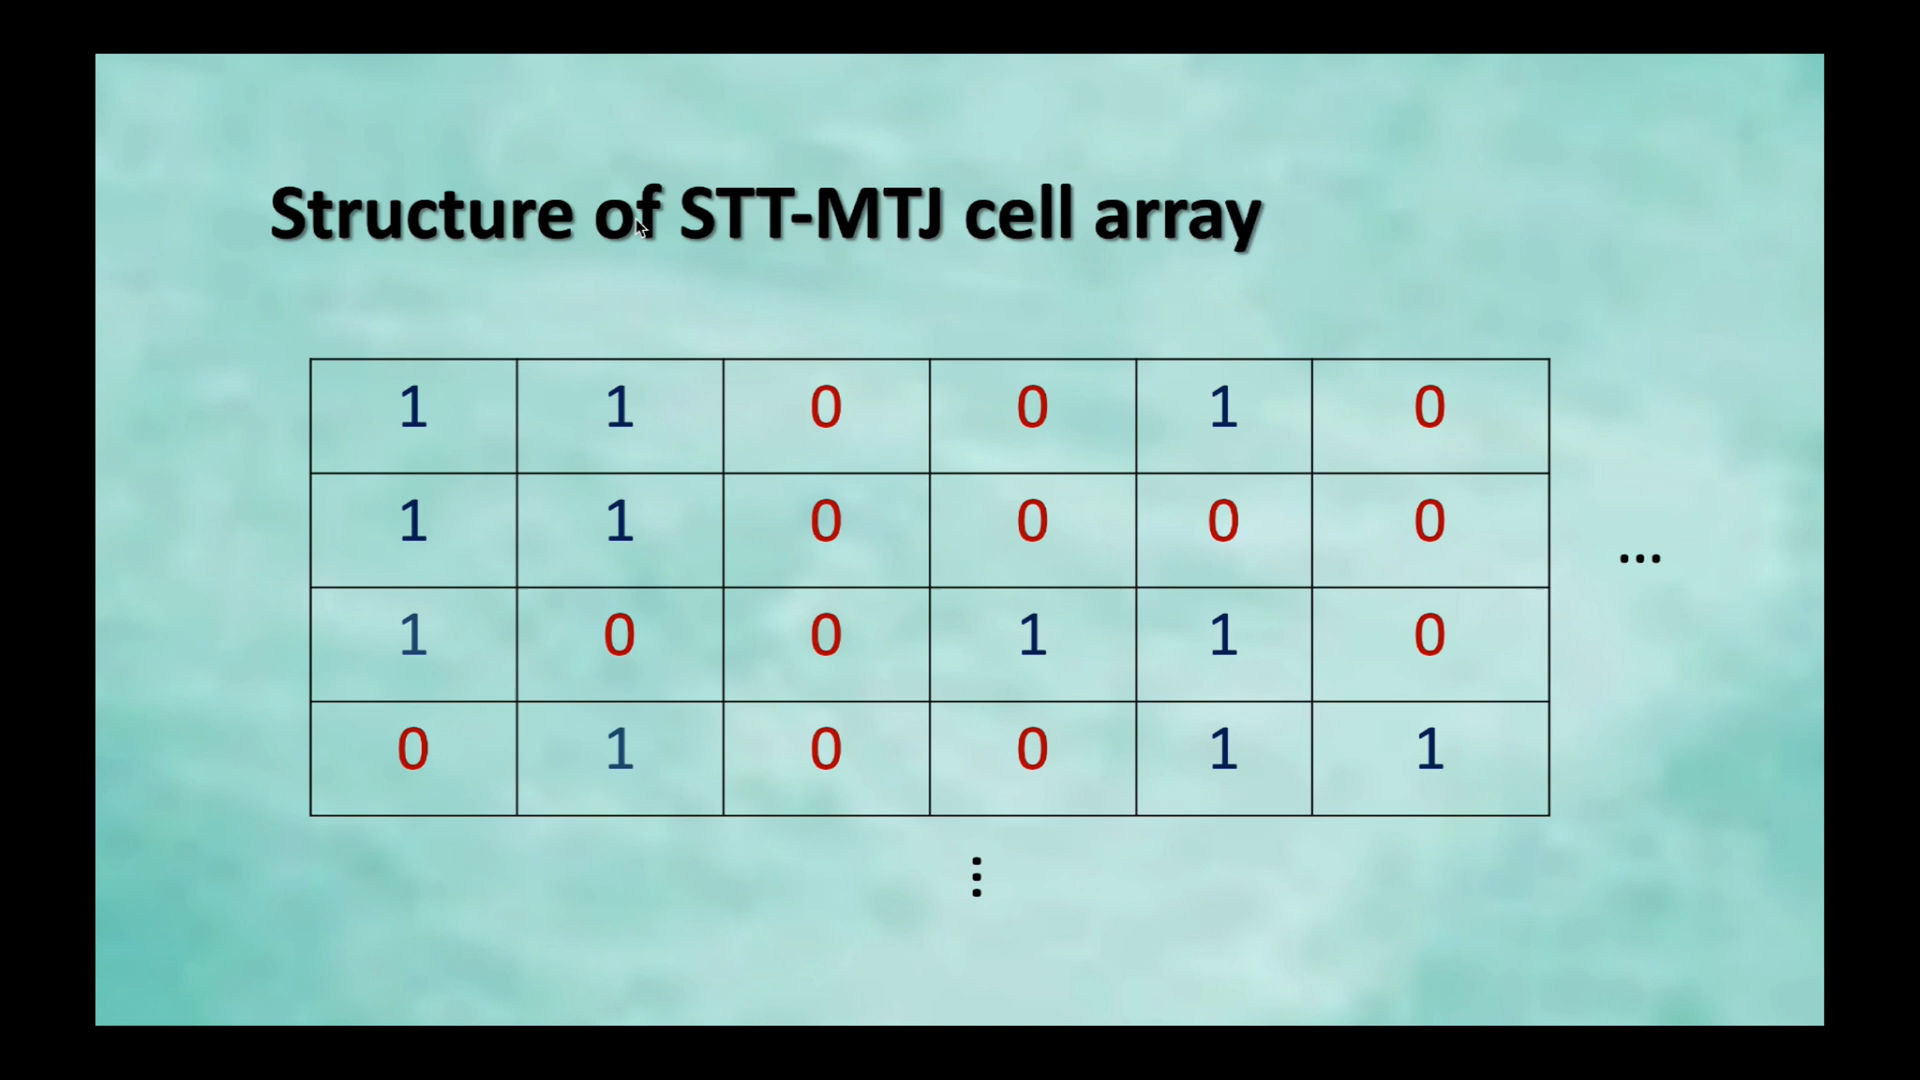 Structure of STT-MTJ cell array
1 1 0 0 1 0
1 1 0 0 0 0
...
1 0 0 1 1 0
0 1 0 0 1 1
⋮